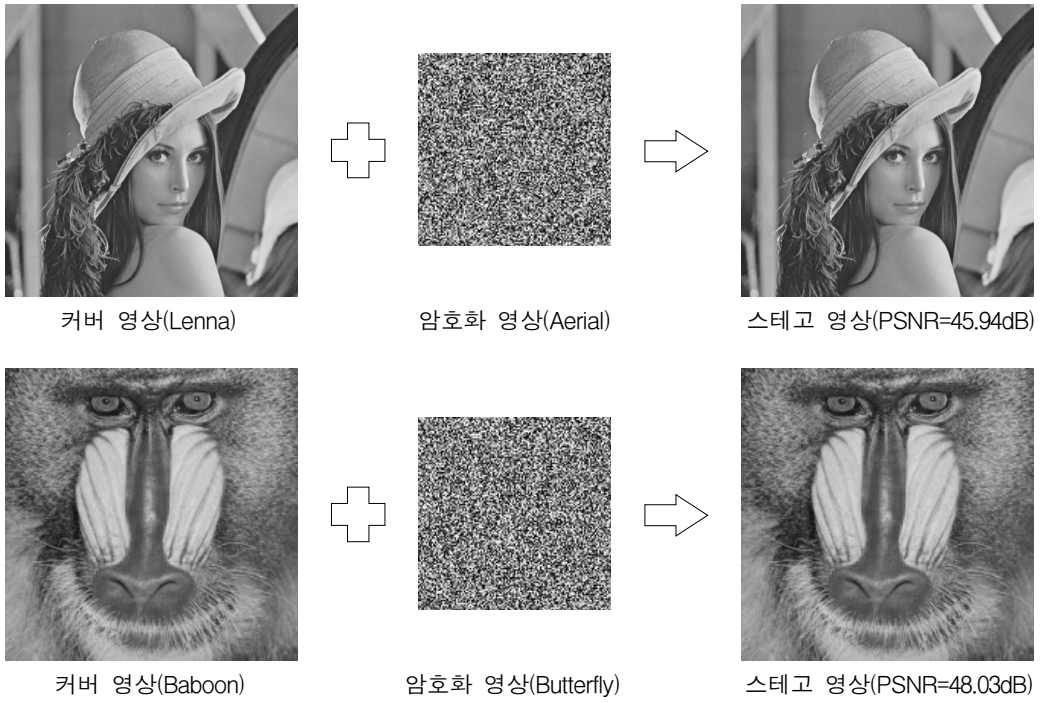 커버 영상(Lenna)
암호화 영상(Aerial)
스테고 영상(PSNR=45.94dB)
커버 영상(Baboon)
암호화 영상(Butterfly)
스테고 영상(PSNR=48.03dB)